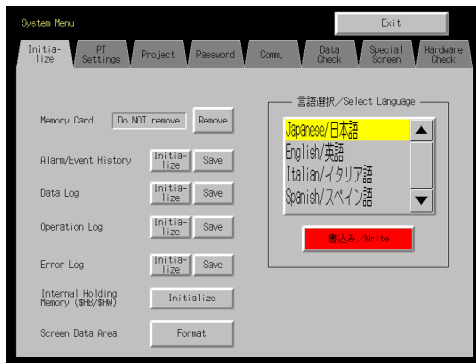 System Menu
Exit
Initia-
lize
PT
Settings
Project
Password
Comm.
Data
Check
Special
Screen
Hardware
Check
Memory Card
Do NOT remove
Remove
Alarm/Event History
Initia-
lize
Save
Data Log
Initia-
lize
Save
Operation Log
Initia-
lize
Save
Error Log
Initia-
lize
Save
Internal Holding
Memory ($HB/$HW)
Initialize
Screen Data Area
Format
言語選択/Select Language
Japanese/日本語
English/英語
Italian/イタリア語
Spanish/スペイン語
書込み/Write